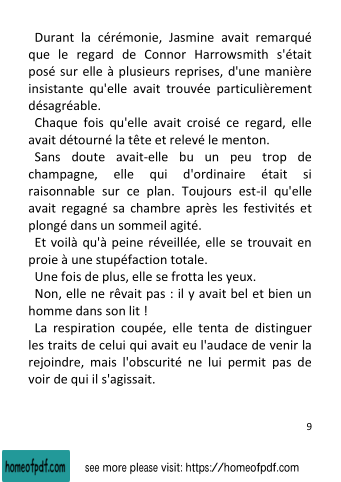 Durant la cérémonie, Jasmine avait remarqué
que le regard de Connor Harrowsmith s'était
posé sur elle à plusieurs reprises, d'une manière
insistante qu'elle avait trouvée particulièrement
désagréable.
Chaque fois qu'elle avait croisé ce regard, elle
avait détourné la tête et relevé le menton.
Sans doute avait-elle bu un peu trop de
champagne, elle qui d'ordinaire était si
raisonnable sur ce plan. Toujours est-il qu'elle
avait regagné sa chambre après les festivités et
plongé dans un sommeil agité.
Et voilà qu'à peine réveillée, elle se trouvait en
proie à une stupéfaction totale.
Une fois de plus, elle se frotta les yeux.
Non, elle ne rêvait pas : il y avait bel et bien un
homme dans son lit !
La respiration coupée, elle tenta de distinguer
les traits de celui qui avait eu l'audace de venir la
rejoindre, mais l'obscurité ne lui permit pas de
voir de qui il s'agissait.
9
homeofpdf.com
see more please visit: https://homeofpdf.com